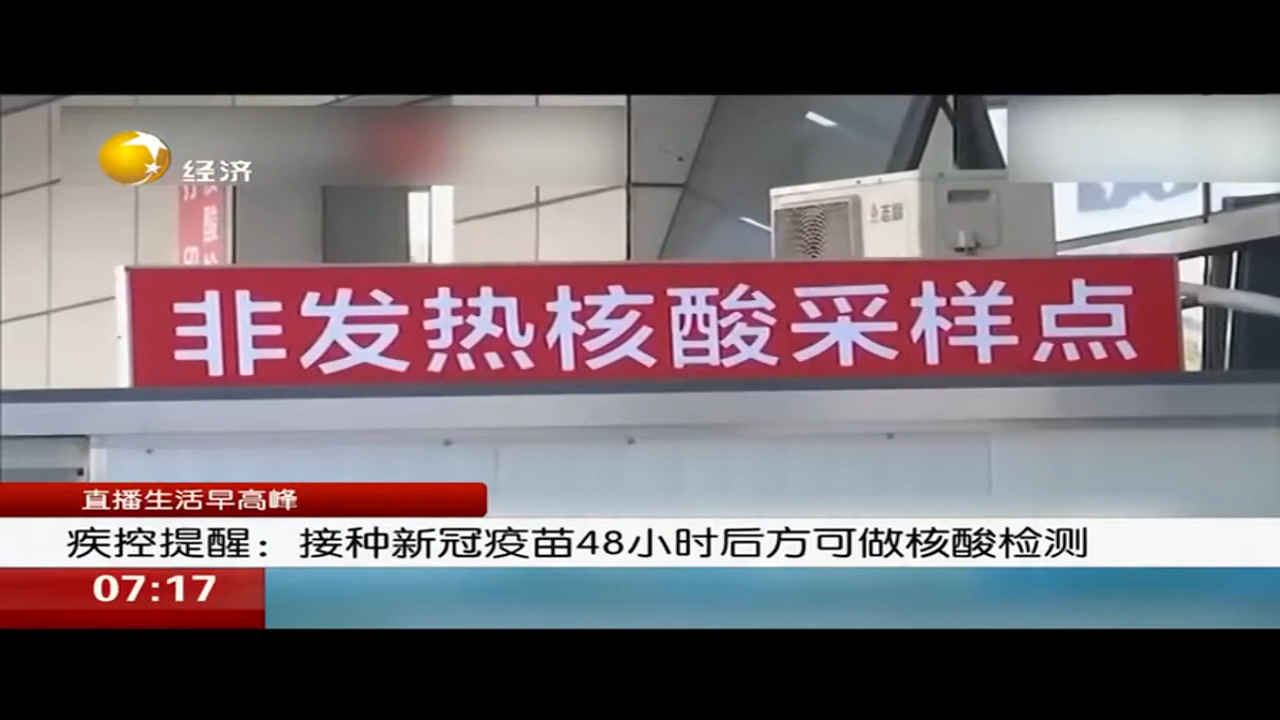 经济
志高
非发热核酸采样点
直播生活早高峰
疾控提醒：接种新冠疫苗48小时后方可做核酸检测
07:17